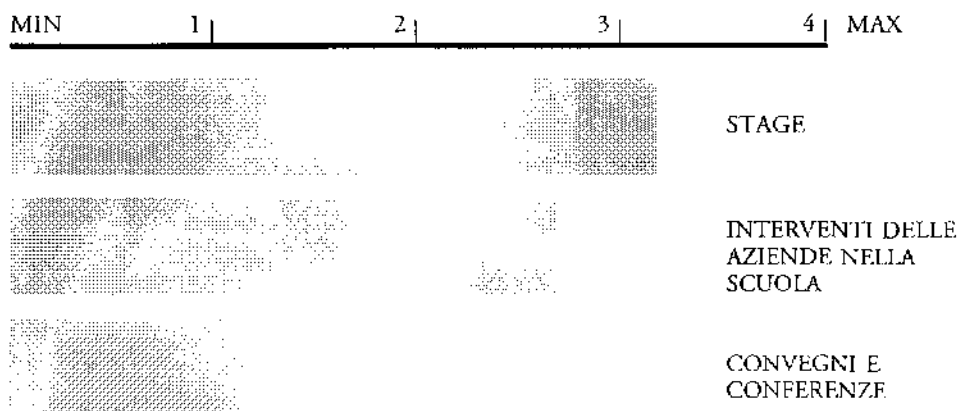 MIN 1 2 3 4 MAX
STAGE
INTERVENTI DELLE
AZIENDE NELLA
SCUOLA
CONVEGNI E
CONFERENZE